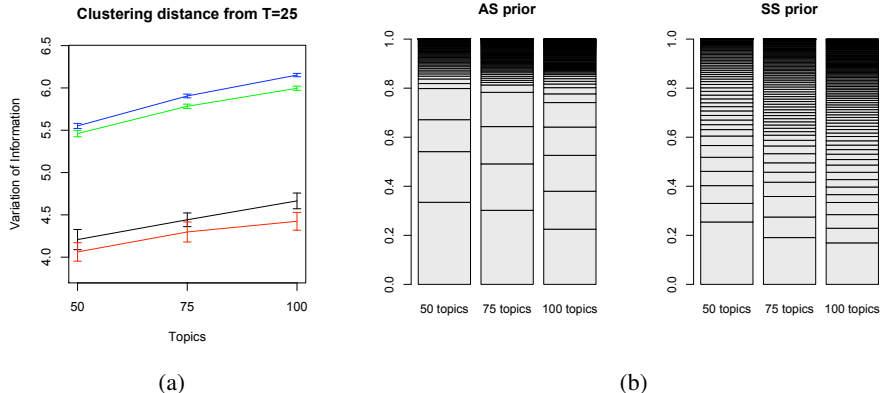 Clustering distance from T=25
Variation of Information
6.5
6.0
5.5
5.0
4.5
4.0
50
75
100
Topics
(a)
AS prior
1.0
0.8
0.6
0.4
0.2
0.0
50 topics
75 topics
100 topics
SS prior
1.0
0.8
0.6
0.4
0.2
0.0
50 topics
75 topics
100 topics
(b)